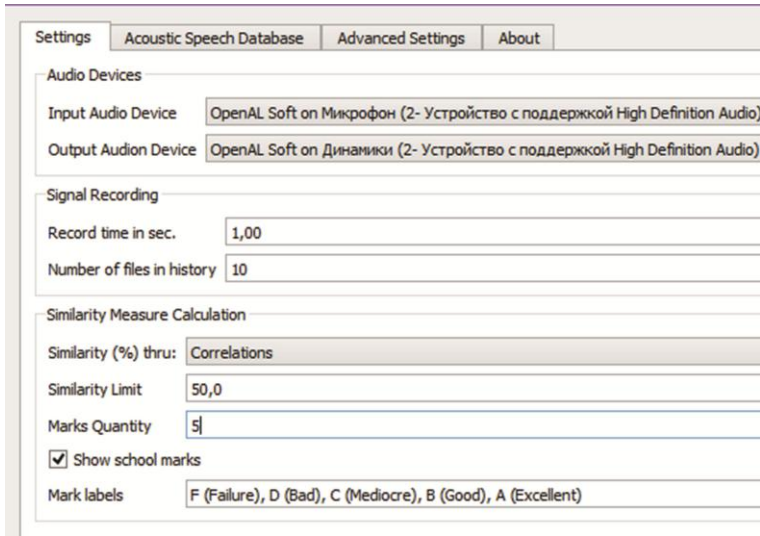 Settings Acoustic Speech Database Advanced Settings About
Audio Devices
Input Audio Device OpenAL Soft on Микрофон (2- Устройство с поддержкой High Definition Audio)
Output Audion Device OpenAL Soft on Динамики (2- Устройство с поддержкой High Definition Audio)
Signal Recording
Record time in sec. 1,00
Number of files in history 10
Similarity Measure Calculation
Similarity (%) thru: Correlations
Similarity Limit 50,0
Marks Quantity 5
Show school marks
Mark labels F (Failure), D (Bad), C (Mediocre), B (Good), A (Excellent)